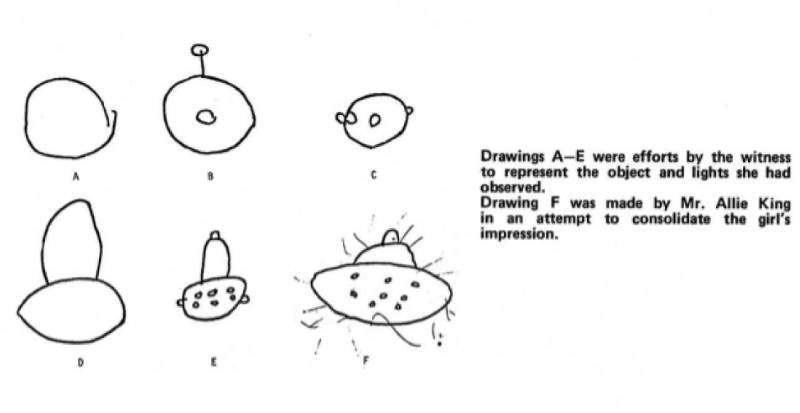 A
B
C
Drawings A—E were efforts by the witness
to represent the object and lights she had
observed.
Drawing F was made by Mr. Allie King
in an attempt to consolidate the girl's
impression.
D
E
F